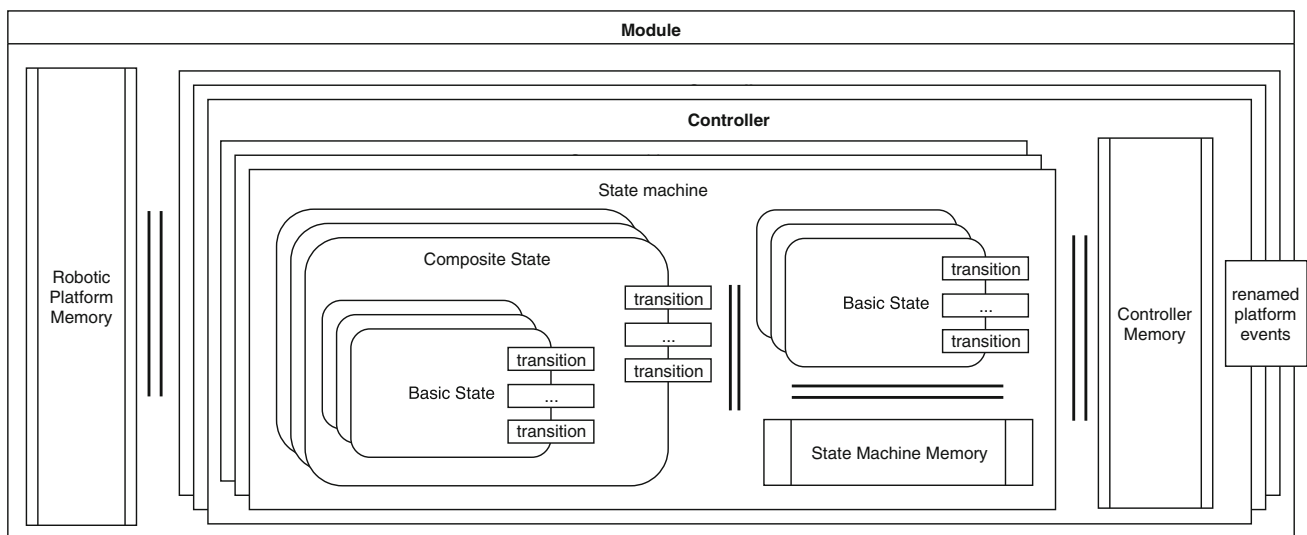 Module
Controller
State machine
Robotic
Platform
Memory
Composite State
transition
...
transition
Basic State
transition
...
transition
Basic State
transition
...
transition
State Machine Memory
Controller
Memory
renamed
platform
events